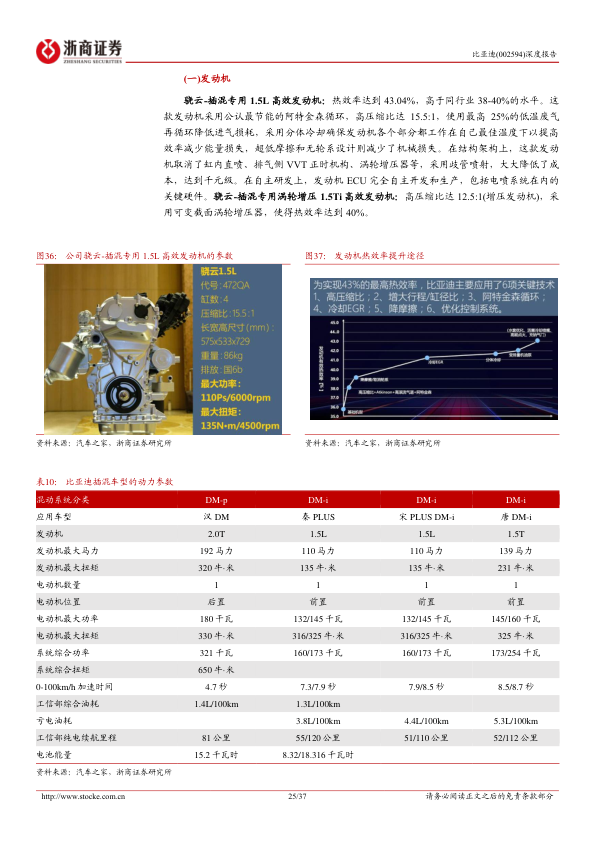 浙商证券
ZHESHANG SECURITIES
比亚迪(002594)深度报告
(一)发动机
骁云-插混专用 1.5L 高效发动机：热效率达到 43.04%，高于同行业 38-40%的水平。这
款发动机采用公认最节能的阿特金森循环，高压缩比达 15.5:1，使用最高 25%的低温废气
再循环降低进气损耗，采用分体冷却确保发动机各个部分都工作在自己最佳温度下以提高
效率减少能量损失，超低摩擦和无轮系设计则减少了机械损失。在结构架构上，这款发动
机取消了缸内直喷、排气侧 VVT 正时机构、涡轮增压器等，采用歧管喷射，大大降低了成
本，达到千元级。在自主研发上，发动机 ECU 完全自主开发和生产，包括电喷系统在内的
关键硬件。骁云-插混专用涡轮增压 1.5Ti 高效发动机：高压缩比达 12.5:1(增压发动机)，采
用可变截面涡轮增压器，使得热效率达到 40%。
图36： 公司骁云-插混专用 1.5L 高效发动机的参数
骁云1.5L
代号: 472QA
缸数: 4
压缩比: 15.5:1
长宽高尺寸(mm):
575x533x729
重量: 86kg
排放: 国6b
最大功率:
110Ps/6000rpm
最大扭矩:
135N•m/4500rpm
资料来源：汽车之家，浙商证券研究所
图37： 发动机热效率提升途径
为实现43%的最高热效率，比亚迪主要应用了6项关键技术
1、高压缩比；2、增大行程/缸径比；3、阿特金森循环；
4、冷却EGR；5、降摩擦；6、优化控制系统。
45.0
44.0
43.0
42.0
41.0
40.0
39.0
38.0
37.0
36.0
35.0
冷却EGR
分体冷却
资料来源：汽车之家，浙商证券研究所
表10： 比亚迪插混车型的动力参数
混动系统分类 DM-p DM-i DM-i DM-i
应用车型 汉 DM 秦 PLUS 宋 PLUS DM-i 唐 DM-i
发动机 2.0T 1.5L 1.5L 1.5T
发动机最大马力 192 马力 110 马力 110 马力 139 马力
发动机最大扭矩 320 牛·米 135 牛·米 135 牛·米 231 牛·米
电动机数量 1 1 1 1
电动机位置 后置 前置 前置 前置
电动机最大功率 180 千瓦 132/145 千瓦 132/145 千瓦 145/160 千瓦
电动机最大扭矩 330 牛·米 316/325 牛·米 316/325 牛·米 325 牛·米
系统综合功率 321 千瓦 160/173 千瓦 160/173 千瓦 173/254 千瓦
系统综合扭矩 650 牛·米
0-100km/h 加速时间 4.7 秒 7.3/7.9 秒 7.9/8.5 秒 8.5/8.7 秒
工信部综合油耗 1.4L/100km 1.3L/100km
亏电油耗 3.8L/100km 4.4L/100km 5.3L/100km
工信部纯电续航里程 81 公里 55/120 公里 51/110 公里 52/112 公里
电池能量 15.2 千瓦时 8.32/18.316 千瓦时
资料来源：汽车之家，浙商证券研究所
http://www.stocke.com.cn 25/37 请务必阅读正文之后的免责条款部分